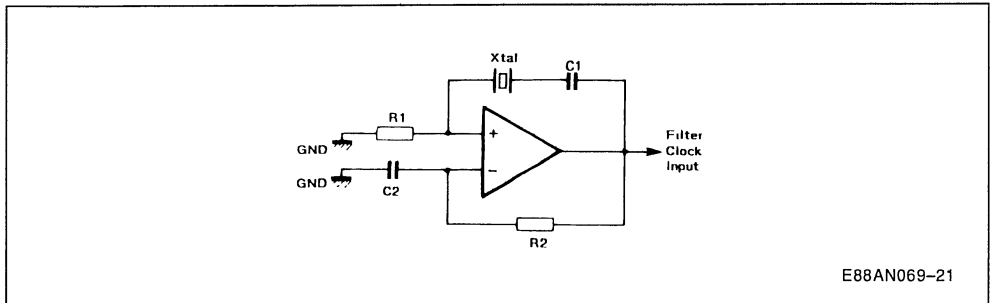 Xtal
C1
R1
GND
+
Filter
Clock
Input
GND
C2
−
R2
E88AN069–21